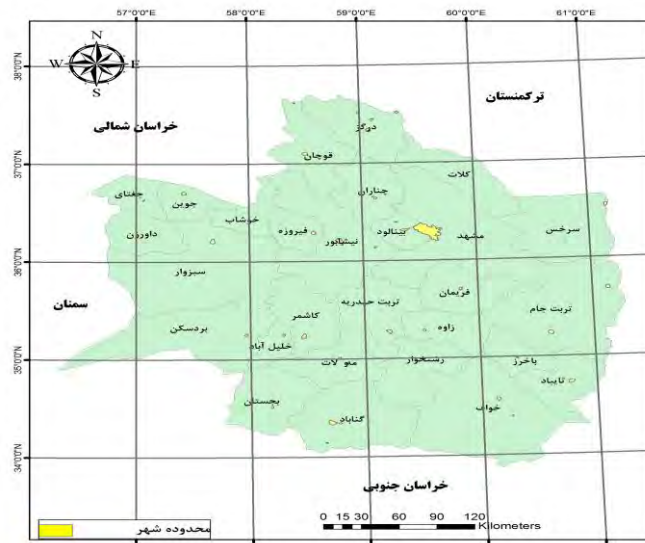 57°0'0"E 58°0'0"E 59°0'0"E 60°0'0"E 61°0'0"E
N
W E
S
38°0'0"N
ترکمنستان
خراسان شمالی
درگز
37°0'0"N
قوچان
کلات
چناران
جغتای
جوین
خوشاب
داورزن
فیروزه
نیشابور
بینالود
مشهد
سرخس
36°0'0"N
سبزوار
سمنان
فریمان
تربت حیدریه
تربت جام
کاشمر
زاوه
بردسکن
خلیل آباد
35°0'0"N
مه ولات
رشتخوار
باخرز
تایباد
بجستان
خواف
گناباد
34°0'0"N
خراسان جنوبی
محدوده شهر
0 15 30 60 90 120
Kilometers